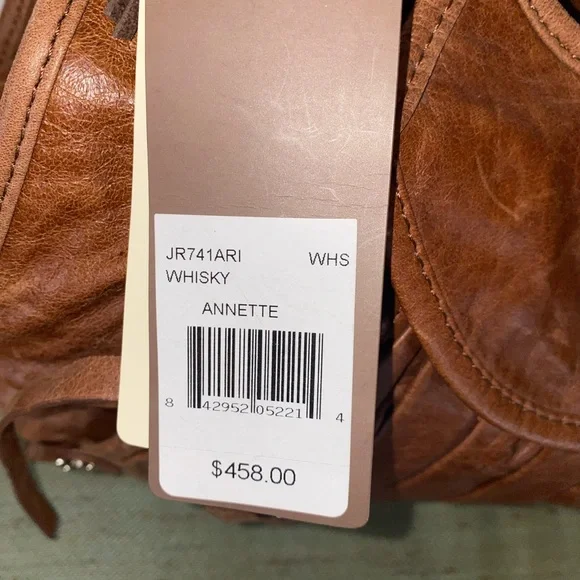 JR741ARI WHS
WHISKY
ANNETTE
8 42952 05221 4
$458.00